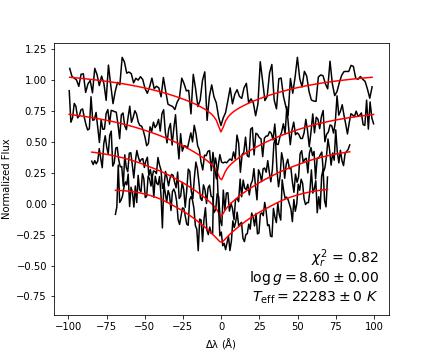 1.25
1.00
0.75
0.50
0.25
0.00
−0.25
−0.50
−0.75
Normalized Flux
χ²ᵣ = 0.82
log g = 8.60 ± 0.00
T_eff = 22283 ± 0 K
−100 −75 −50 −25 0 25 50 75 100
Δλ (Å)